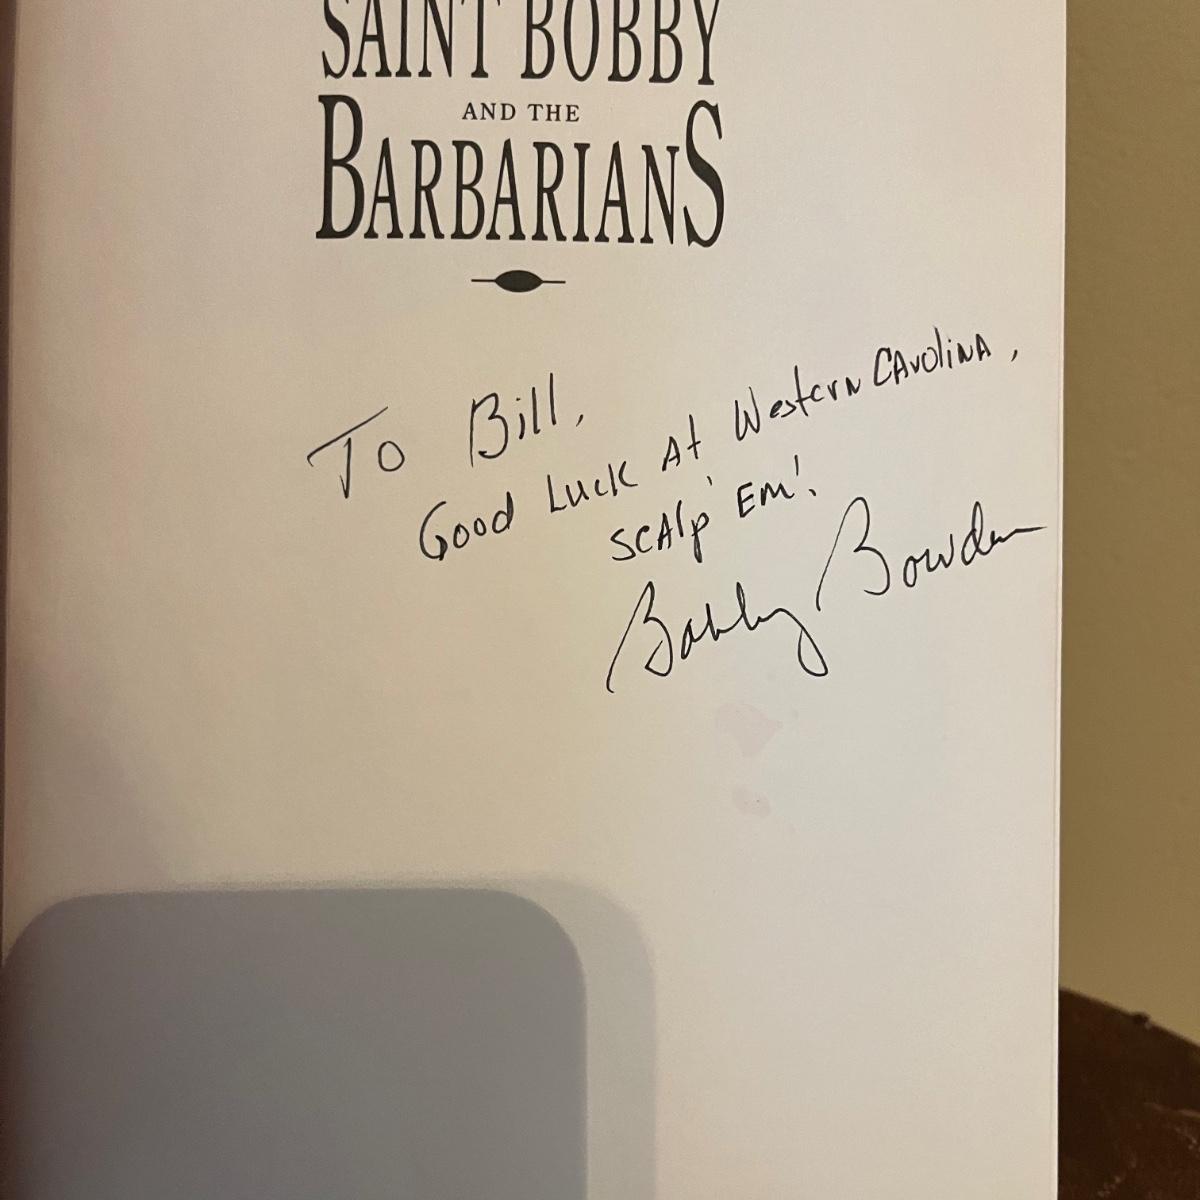 SAINT BOBBY
AND THE
BARBARIANS
To Bill,
Good Luck At Western Carolina,
Scalp 'Em!
Bobby Bowden